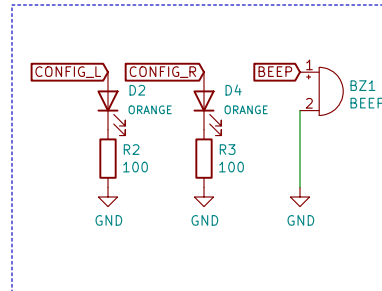 CONFIG_L CONFIG_R BEEP 1
D2 D4 + BZ1
ORANGE ORANGE 2 BEEP
R2 R3
100 100
GND GND GND